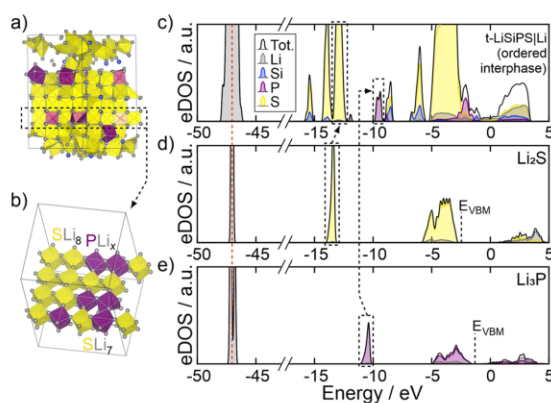 a)
b)
SLi₈ PLiₓ
SLi₇
c)
eDOS / a.u.
Tot.
Li
Si
P
S
t-LiSiPS|Li
(ordered
interphase)
-50 -45 -15 -10 -5 0 5
d)
eDOS / a.u.
Li₂S
E_VBM
-50 -45 -15 -10 -5 0 5
e)
eDOS / a.u.
Li₃P
E_VBM
-50 -45 -15 -10 -5 0 5
Energy / eV